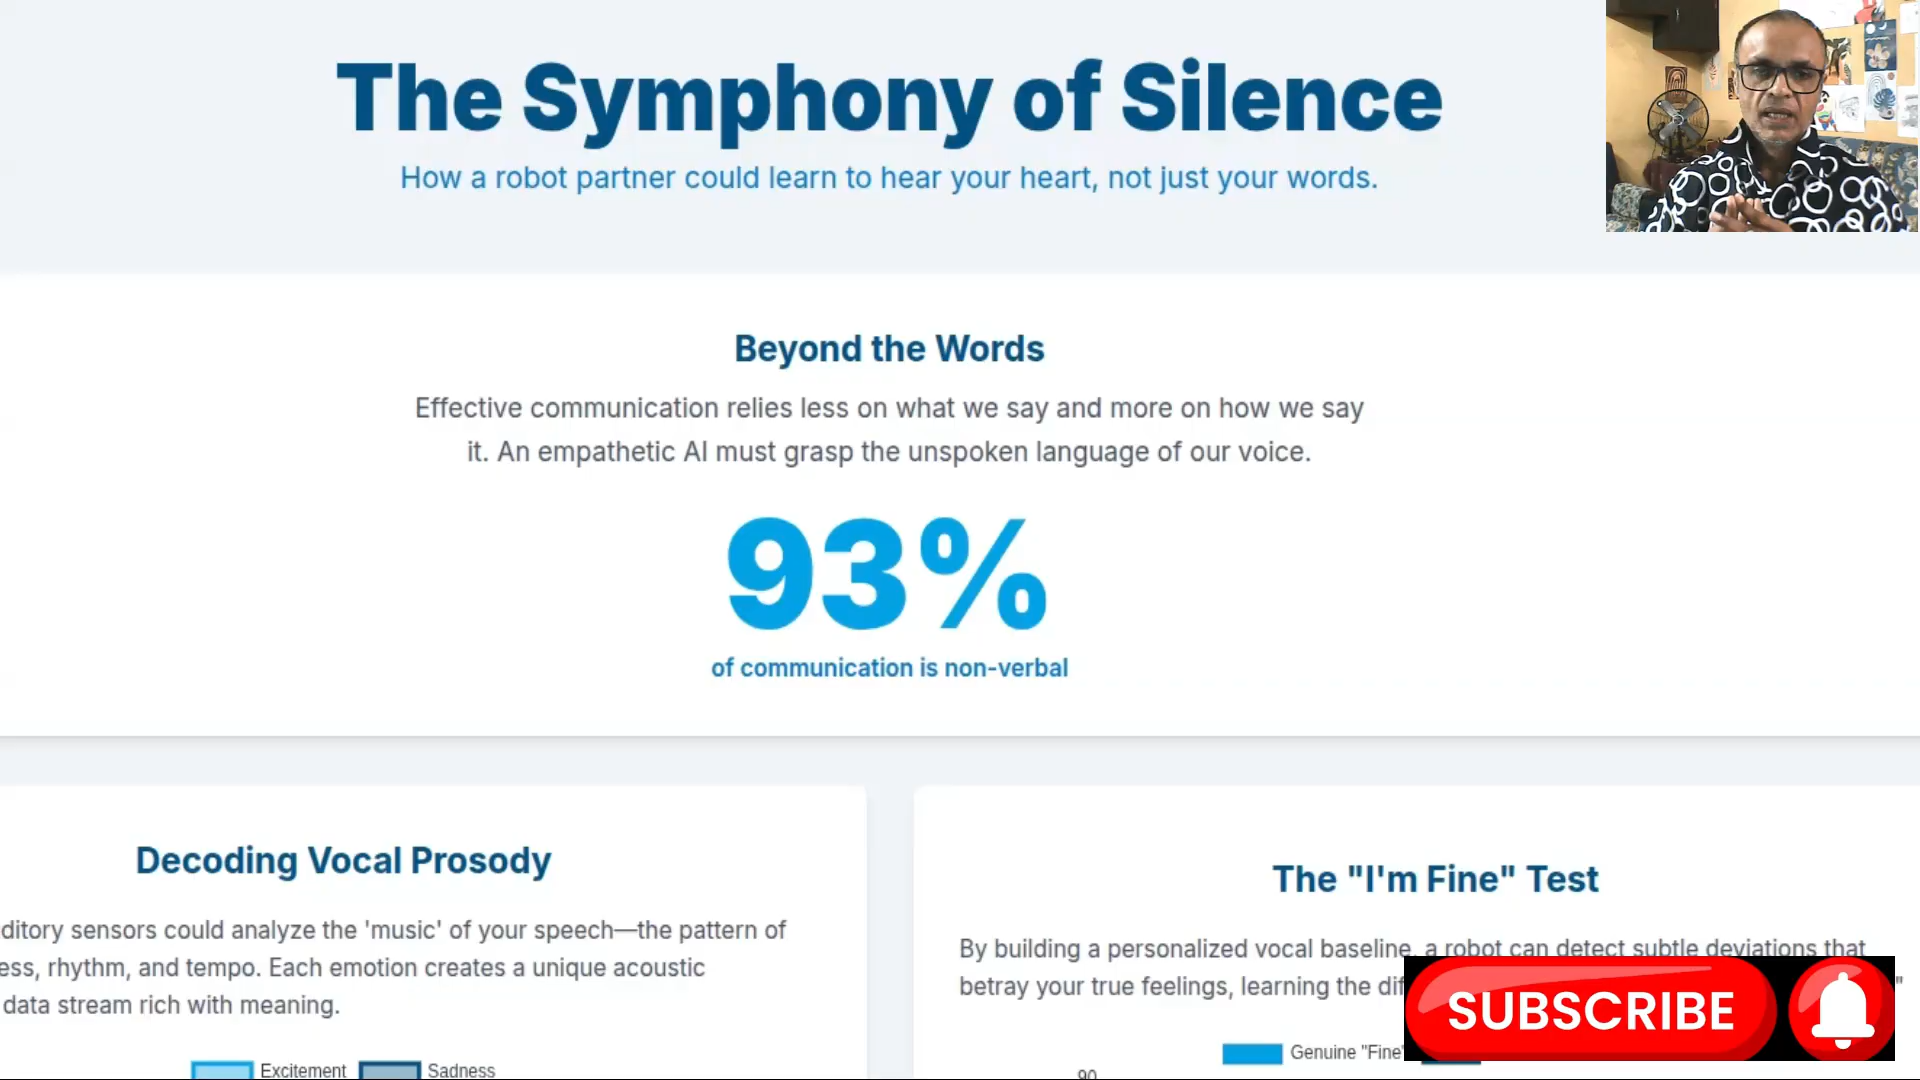 The Symphony of Silence
How a robot partner could learn to hear your heart, not just your words.
Beyond the Words
Effective communication relies less on what we say and more on how we say
it. An empathetic AI must grasp the unspoken language of our voice.
93%
of communication is non-verbal
Decoding Vocal Prosody
ditory sensors could analyze the 'music' of your speech—the pattern of
ess, rhythm, and tempo. Each emotion creates a unique acoustic
data stream rich with meaning.
Excitement Sadness
The "I'm Fine" Test
By building a personalized vocal baseline, a robot can detect subtle deviations that
betray your true feelings, learning the dif
Genuine "Fine"
90
SUBSCRIBE